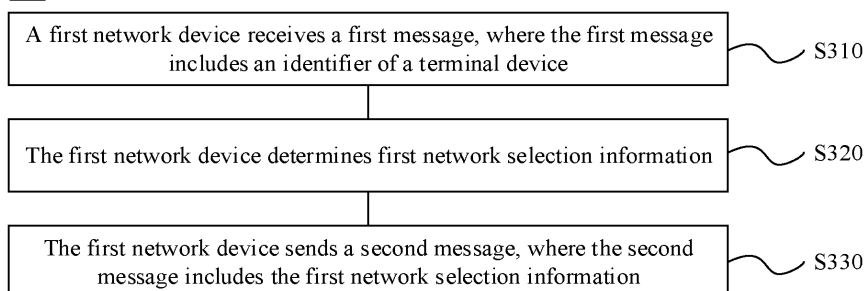 A first network device receives a first message, where the first message
includes an identifier of a terminal device
S310
The first network device determines first network selection information
S320
The first network device sends a second message, where the second
message includes the first network selection information
S330